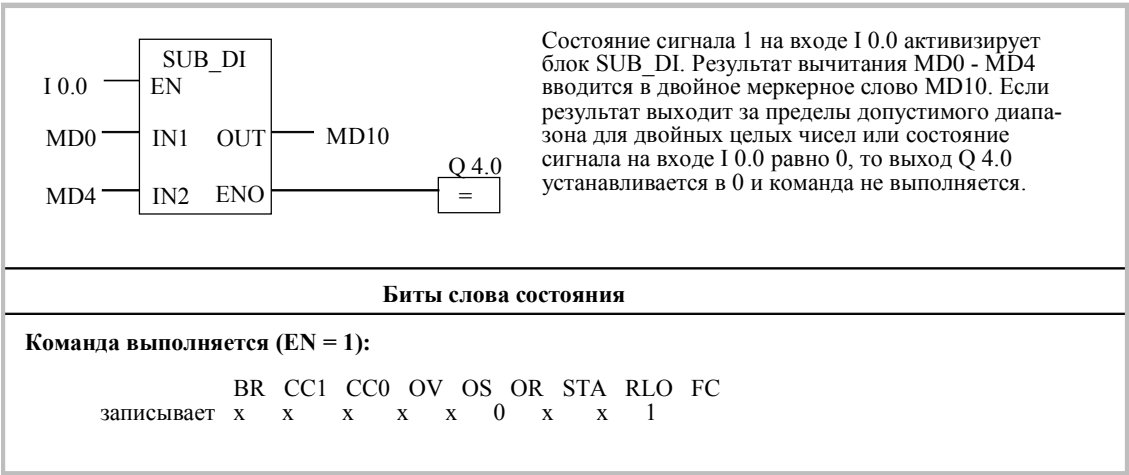 SUB_DI
I 0.0 EN
MD0 IN1 OUT MD10
Q 4.0
MD4 IN2 ENO =
Состояние сигнала 1 на входе I 0.0 активизирует
блок SUB_DI. Результат вычитания MD0 - MD4
вводится в двойное меркерное слово MD10. Если
результат выходит за пределы допустимого диапа-
зона для двойных целых чисел или состояние
сигнала на входе I 0.0 равно 0, то выход Q 4.0
устанавливается в 0 и команда не выполняется.
Биты слова состояния
Команда выполняется (EN = 1):
BR CC1 CC0 OV OS OR STA RLO FC
записывает x x x x x 0 x x 1